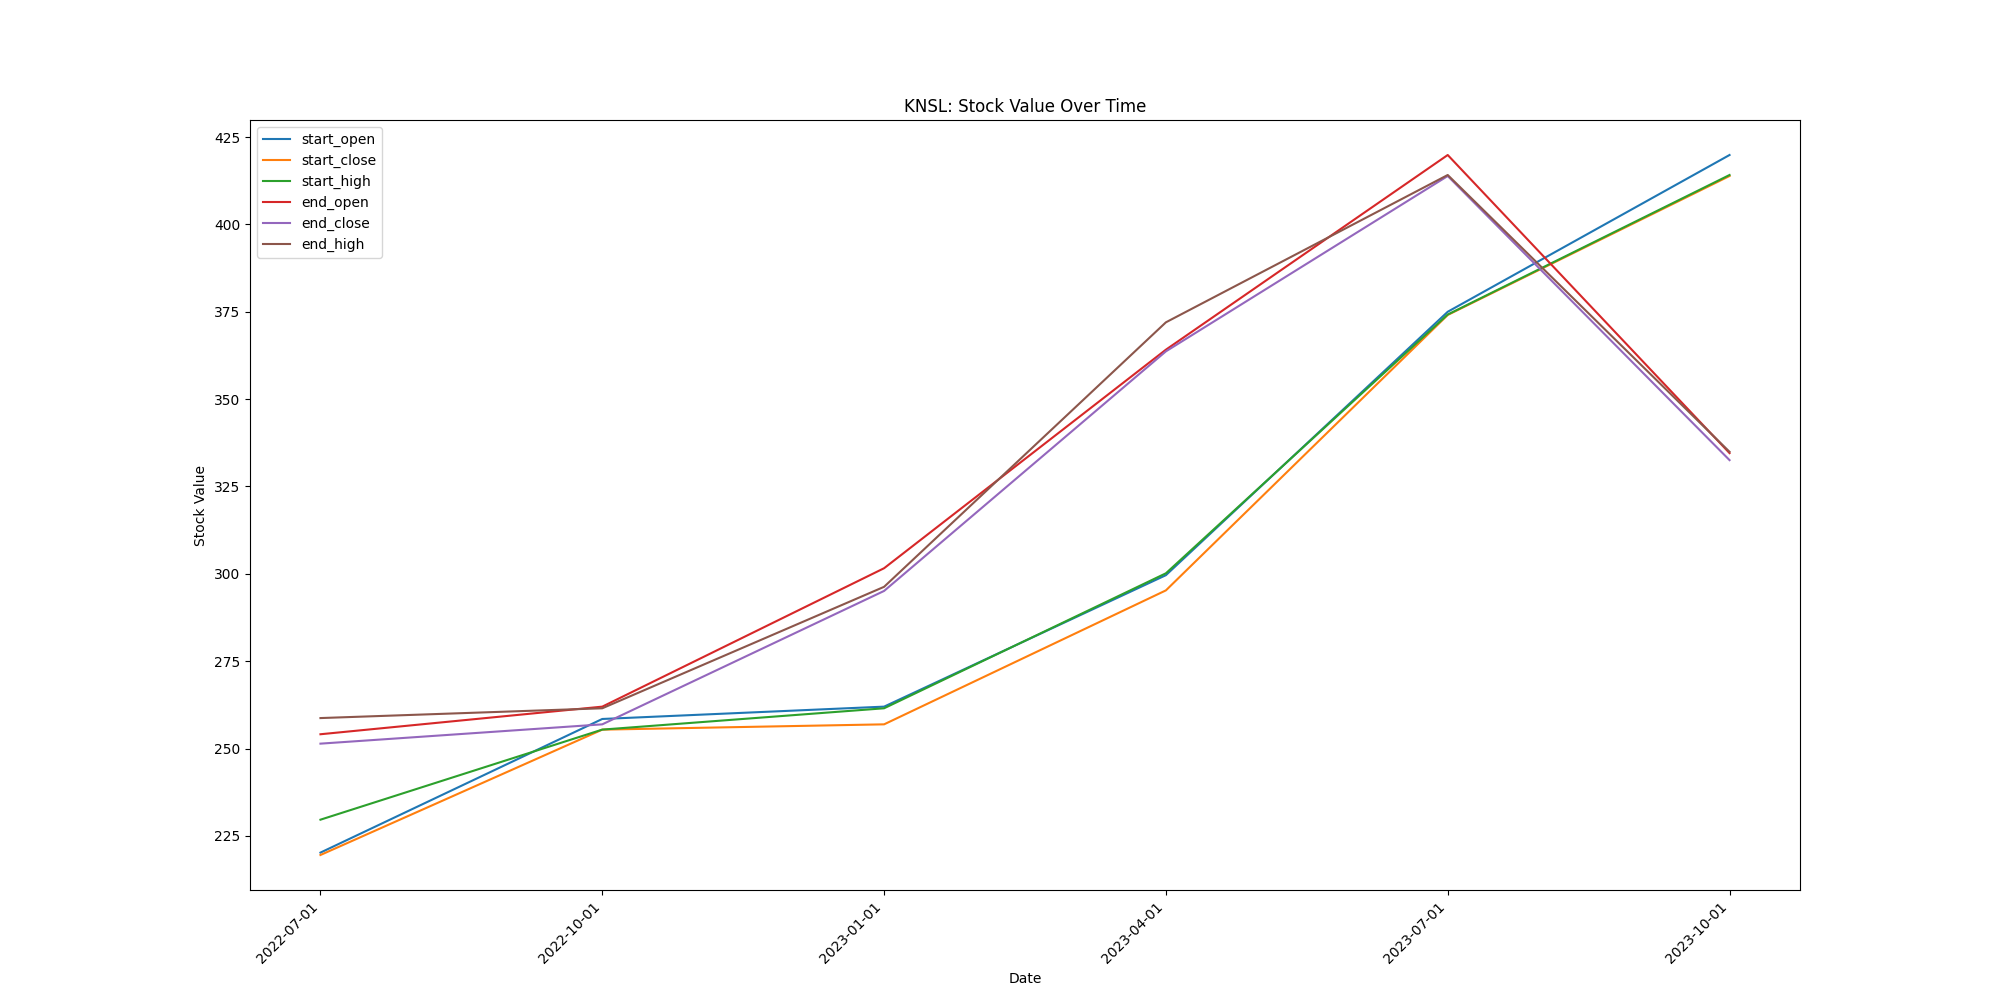 KNSL: Stock Value Over Time
start_open
start_close
start_high
end_open
end_close
end_high
425
400
375
350
325
300
275
250
225
Stock Value
2022-07-01
2022-10-01
2023-01-01
2023-04-01
2023-07-01
2023-10-01
Date